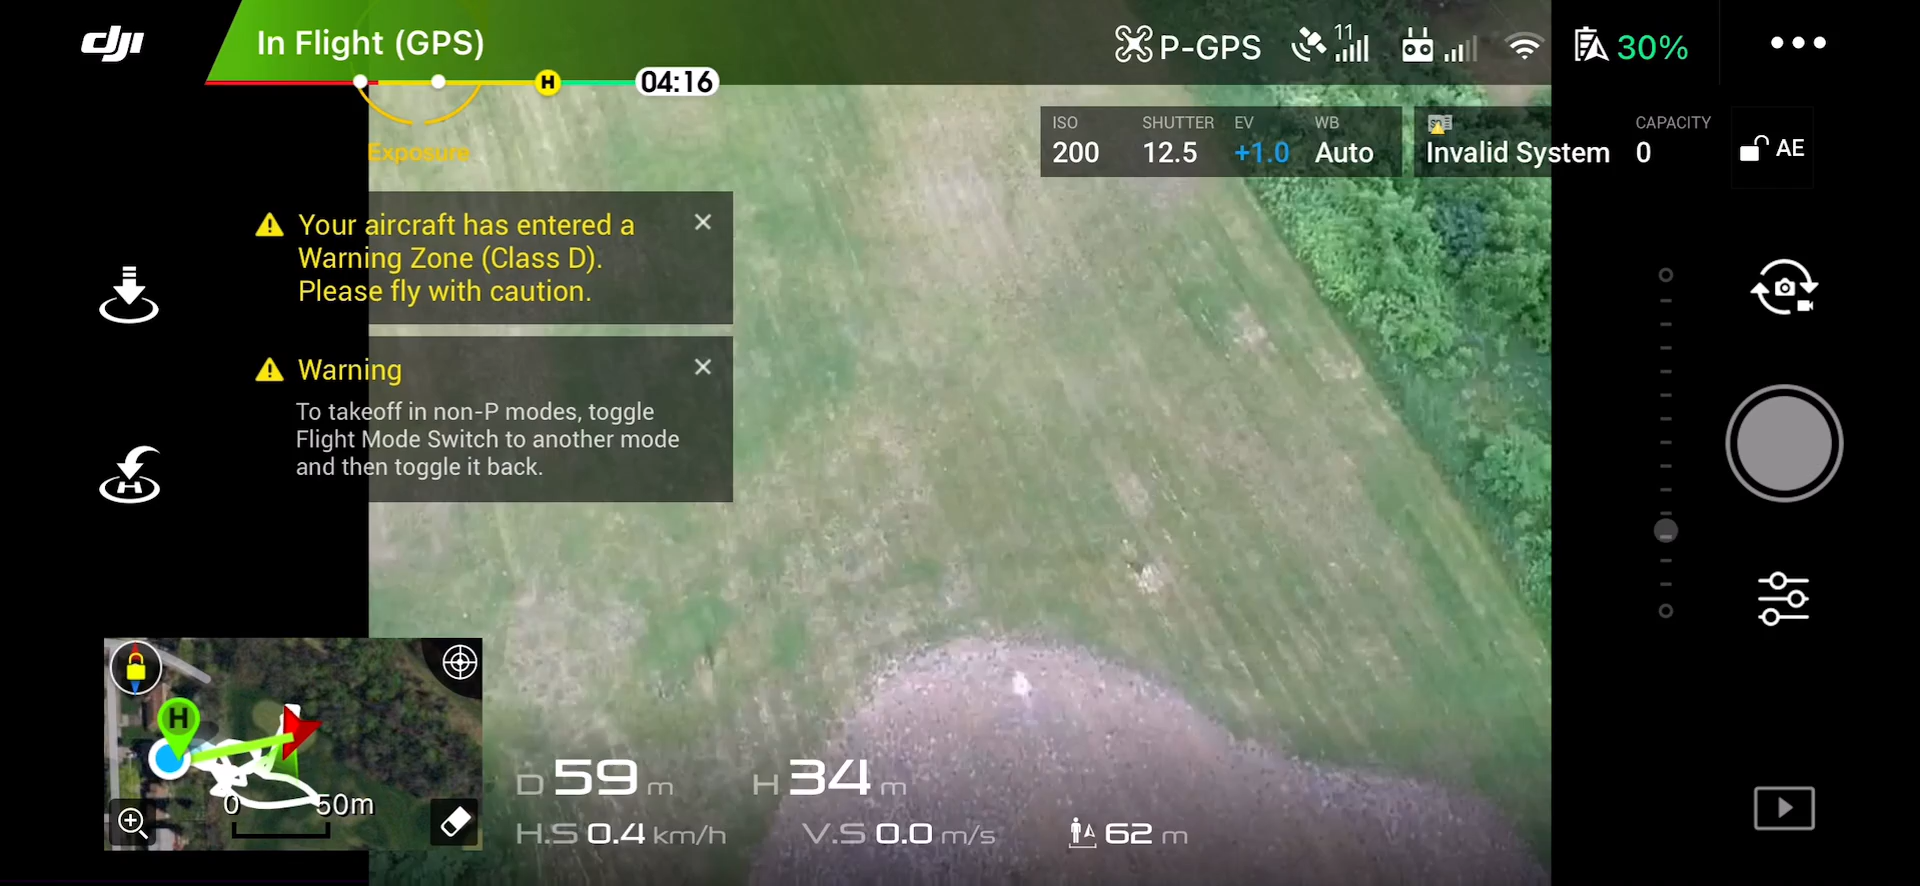 dji
In Flight (GPS)
P-GPS
11
30%
H
04:16
Exposure
ISO
200
SHUTTER
12.5
EV
+1.0
WB
Auto
Invalid System
CAPACITY
0
AE
Your aircraft has entered a
Warning Zone (Class D).
Please fly with caution.
Warning
To takeoff in non-P modes, toggle
Flight Mode Switch to another mode
and then toggle it back.
H
H
0
50m
D 59 m
H 34 m
H.S 0.4 km/h
V.S 0.0 m/s
62 m